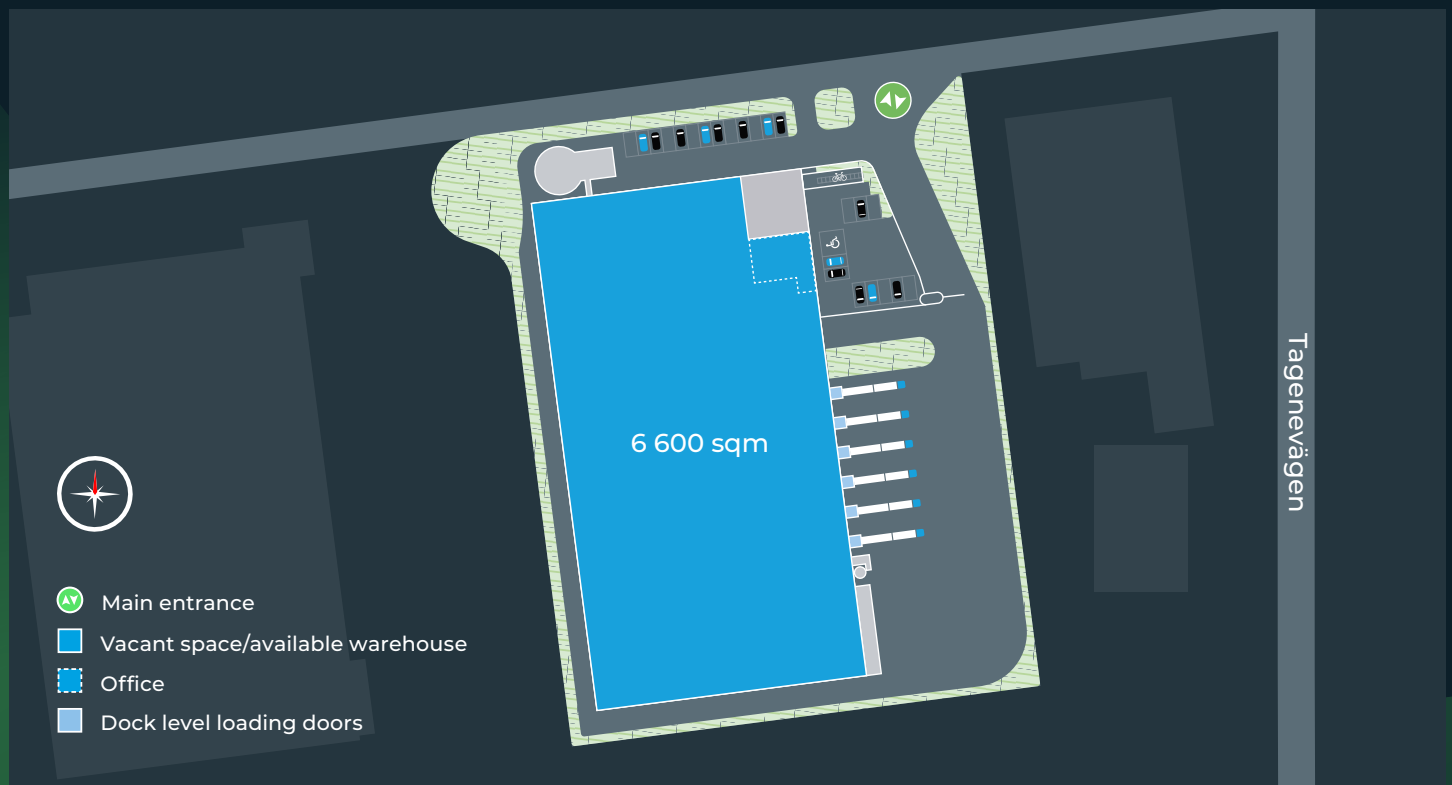 Tagenevägen
6 600 sqm
Main entrance
Vacant space/available warehouse
Office
Dock level loading doors